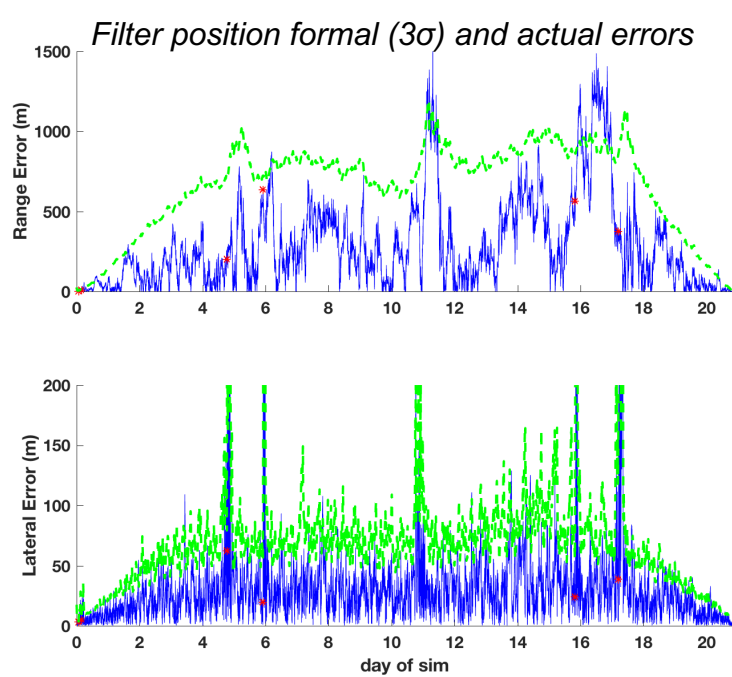 Filter position formal (3σ) and actual errors
1500
1000
500
0
Range Error (m)
0 2 4 6 8 10 12 14 16 18 20
200
150
100
50
0
Lateral Error (m)
0 2 4 6 8 10 12 14 16 18 20
day of sim